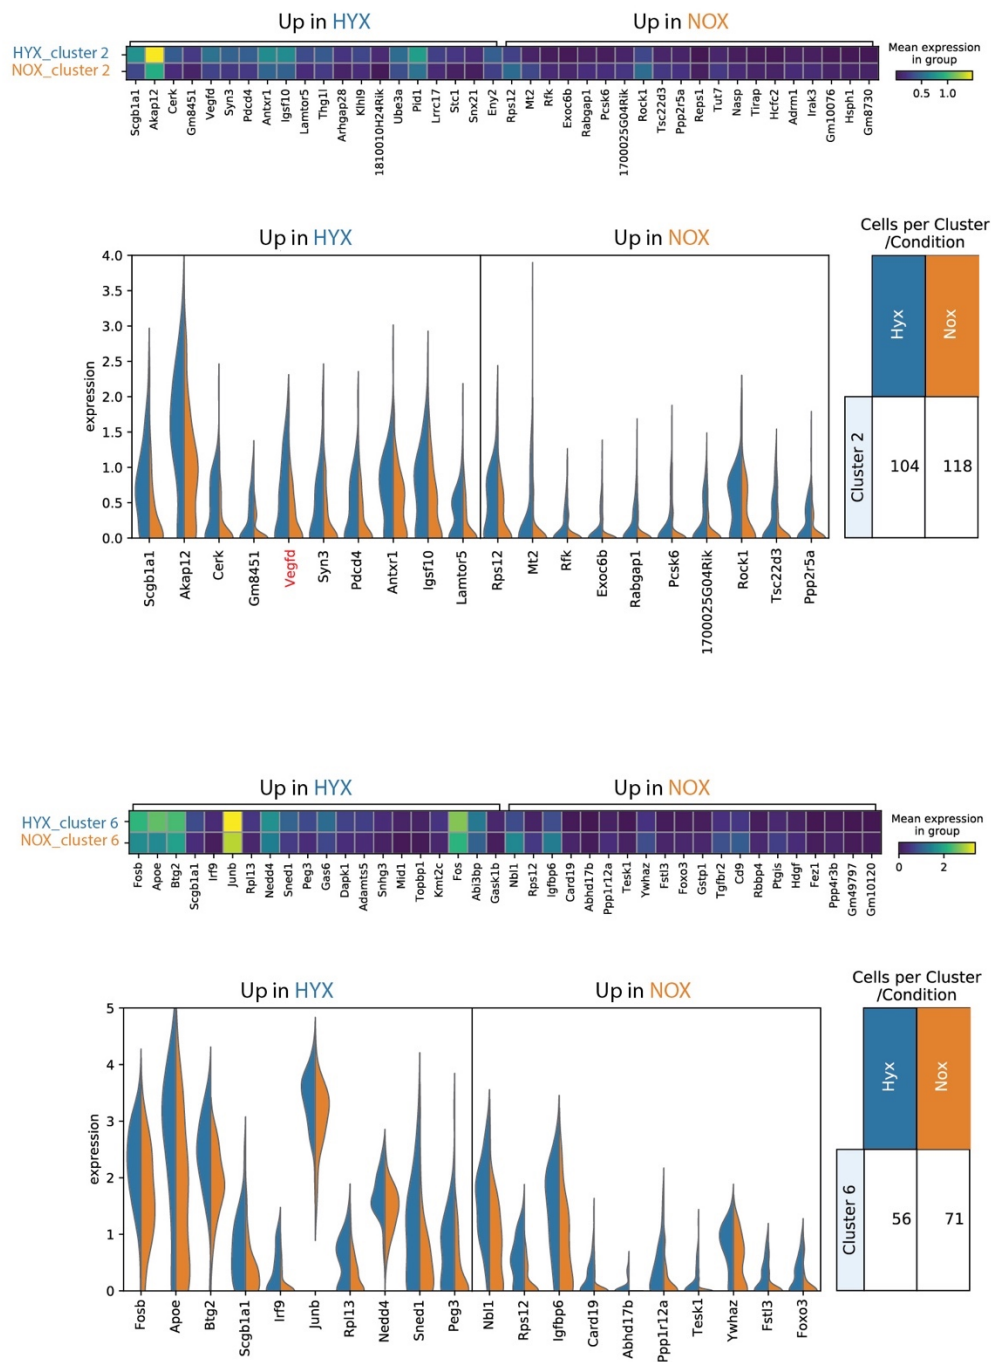 Up in HYX Up in NOX
HYX_cluster 2
NOX_cluster 2
Mean expression
in group
0.5 1.0
Scgb1a1 Akap12 Cerk Gm8451 Vegfd Syn3 Pdcd4 Antxr1 Igsf10 Lamtor5 Thg1l Arhgap28 Klhl9 1810010H24Rik Ube3a Pld1 Lrrc17 Stc1 Snx21 Eny2 Rps12 Mt2 Rfk Exoc6b Rabgap1 Pcsk6 1700025G04Rik Rock1 Tsc22d3 Ppp2r5a Reps1 Tut7 Nasp Tirap Hcfc2 Adrm1 Irak3 Gm10076 Hsph1 Gm8730
Up in HYX Up in NOX
Cells per Cluster
/Condition
expression
4.0
3.5
3.0
2.5
2.0
1.5
1.0
0.5
0.0
Scgb1a1 Akap12 Cerk Gm8451 Vegfd Syn3 Pdcd4 Antxr1 Igsf10 Lamtor5 Rps12 Mt2 Rfk Exoc6b Rabgap1 Pcsk6 1700025G04Rik Rock1 Tsc22d3 Ppp2r5a
Hyx Nox
Cluster 2 104 118
Up in HYX Up in NOX
HYX_cluster 6
NOX_cluster 6
Mean expression
in group
0 2
Fosb Apoe Btg2 Scgb1a1 Irf9 Junb Rpl13 Nedd4 Sned1 Peg3 Gas6 Dapk1 Adamts5 Snhg3 Mid1 Topbp1 Kmt2c Fos Abi3bp Gask1b Nbl1 Rps12 Igfbp6 Card19 Abhd17b Ppp1r12a Tesk1 Ywhaz Fstl3 Foxo3 Gstp1 Tgfbr2 Cd9 Rbbp4 Ptgis Hdgf Fez1 Ppp4r3b Gm49797 Gm10120
Up in HYX Up in NOX
Cells per Cluster
/Condition
expression
5
4
3
2
1
0
Fosb Apoe Btg2 Scgb1a1 Irf9 Junb Rpl13 Nedd4 Sned1 Peg3 Nbl1 Rps12 Igfbp6 Card19 Abhd17b Ppp1r12a Tesk1 Ywhaz Fstl3 Foxo3
Hyx Nox
Cluster 6 56 71